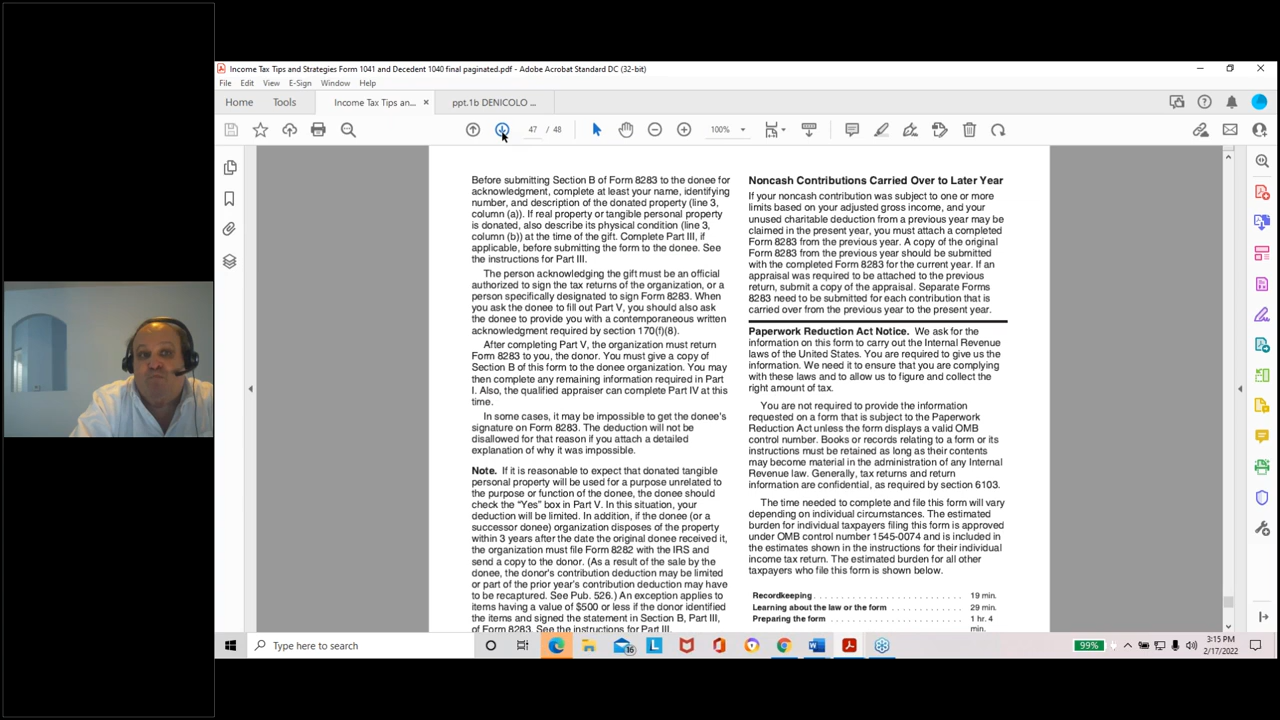 Income Tax Tips and Strategies Form 1041 and Decedent 1040 final paginated.pdf - Adobe Acrobat Standard DC (32-bit)
File Edit View E-Sign Window Help
Home Tools Income Tax Tips an... × ppt.1b DENICOLO ...
47 / 48 100%
Before submitting Section B of Form 8283 to the donee for
acknowledgment, complete at least your name, identifying
number, and description of the donated property (line 3,
column (a)). If real property or tangible personal property
is donated, also describe its physical condition (line 3,
column (b)) at the time of the gift. Complete Part III, if
applicable, before submitting the form to the donee. See
the instructions for Part III.
The person acknowledging the gift must be an official
authorized to sign the tax returns of the organization, or a
person specifically designated to sign Form 8283. When
you ask the donee to fill out Part V, you should also ask
the donee to provide you with a contemporaneous written
acknowledgment required by section 170(f)(8).
After completing Part V, the organization must return
Form 8283 to you, the donor. You must give a copy of
Section B of this form to the donee organization. You may
then complete any remaining information required in Part
I. Also, the qualified appraiser can complete Part IV at this
time.
In some cases, it may be impossible to get the donee's
signature on Form 8283. The deduction will not be
disallowed for that reason if you attach a detailed
explanation of why it was impossible.
Note. If it is reasonable to expect that donated tangible
personal property will be used for a purpose unrelated to
the purpose or function of the donee, the donee should
check the “Yes” box in Part V. In this situation, your
deduction will be limited. In addition, if the donee (or a
successor donee) organization disposes of the property
within 3 years after the date the original donee received it,
the organization must file Form 8282 with the IRS and
send a copy to the donor. (As a result of the sale by the
donee, the donor's contribution deduction may be limited
or part of the prior year's contribution deduction may have
to be recaptured. See Pub. 526.) An exception applies to
items having a value of $500 or less if the donor identified
the items and signed the statement in Section B, Part III,
of Form 8283. See the instructions for Part III.
Noncash Contributions Carried Over to Later Year
If your noncash contribution was subject to one or more
limits based on your adjusted gross income, and your
unused charitable deduction from a previous year may be
claimed in the present year, you must attach a completed
Form 8283 from the previous year. A copy of the original
Form 8283 from the previous year should be submitted
with the completed Form 8283 for the current year. If an
appraisal was required to be attached to the previous
return, submit a copy of the appraisal. Separate Forms
8283 need to be submitted for each contribution that is
carried over from the previous year to the present year.
Paperwork Reduction Act Notice. We ask for the
information on this form to carry out the Internal Revenue
laws of the United States. You are required to give us the
information. We need it to ensure that you are complying
with these laws and to allow us to figure and collect the
right amount of tax.
You are not required to provide the information
requested on a form that is subject to the Paperwork
Reduction Act unless the form displays a valid OMB
control number. Books or records relating to a form or its
instructions must be retained as long as their contents
may become material in the administration of any Internal
Revenue law. Generally, tax returns and return
information are confidential, as required by section 6103.
The time needed to complete and file this form will vary
depending on individual circumstances. The estimated
burden for individual taxpayers filing this form is approved
under OMB control number 1545-0074 and is included in
the estimates shown in the instructions for their individual
income tax return. The estimated burden for all other
taxpayers who file this form is shown below.
Recordkeeping . . . . . . . . . . . . . . . . . . . . . 19 min.
Learning about the law or the form . . . . . . . . . . 29 min.
Preparing the form . . . . . . . . . . . . . . . . . . . 1 hr. 4
min.
Type here to search 16 99% 3:15 PM
2/17/2022